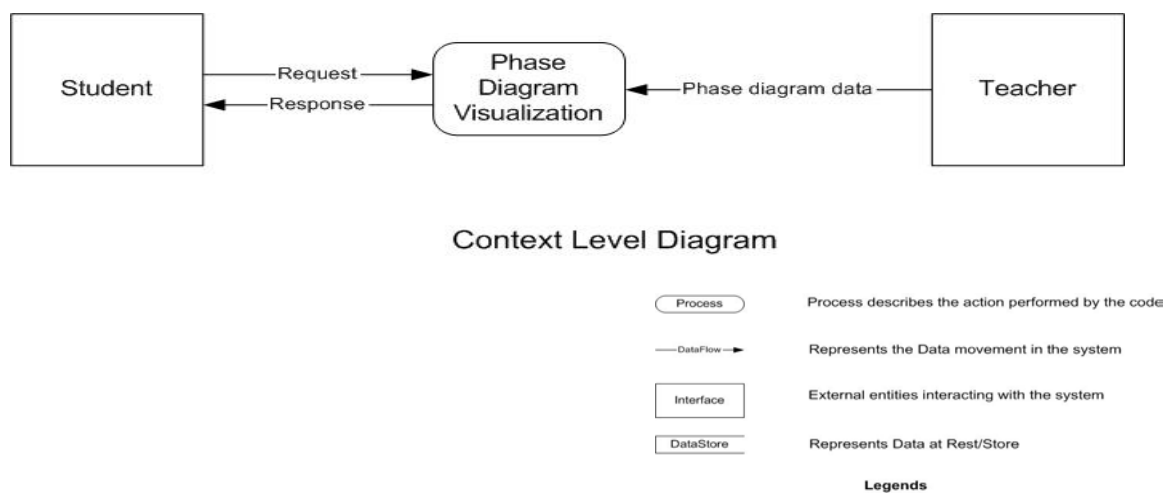 Student
Request
Response
Phase
Diagram
Visualization
Phase diagram data
Teacher
Context Level Diagram
Process
Process describes the action performed by the code
DataFlow
Represents the Data movement in the system
Interface
External entities interacting with the system
DataStore
Represents Data at Rest/Store
Legends